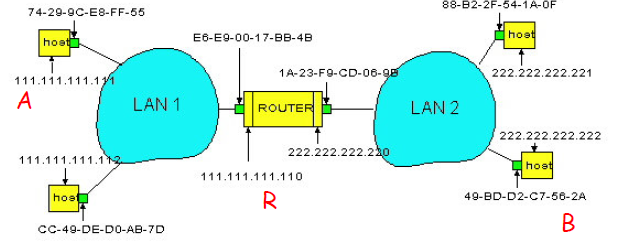 74-29-9C-E8-FF-55
88-B2-2F-54-1A-0F
host
E6-E9-00-17-BB-4B
host
1A-23-F9-CD-06-9B
111.111.111.111
222.222.222.221
A
LAN 1
ROUTER
LAN 2
222.222.222.222
111.111.111.112
222.222.222.220
host
111.111.111.110
host
R
49-BD-D2-C7-56-2A
B
CC-49-DE-D0-AB-7D